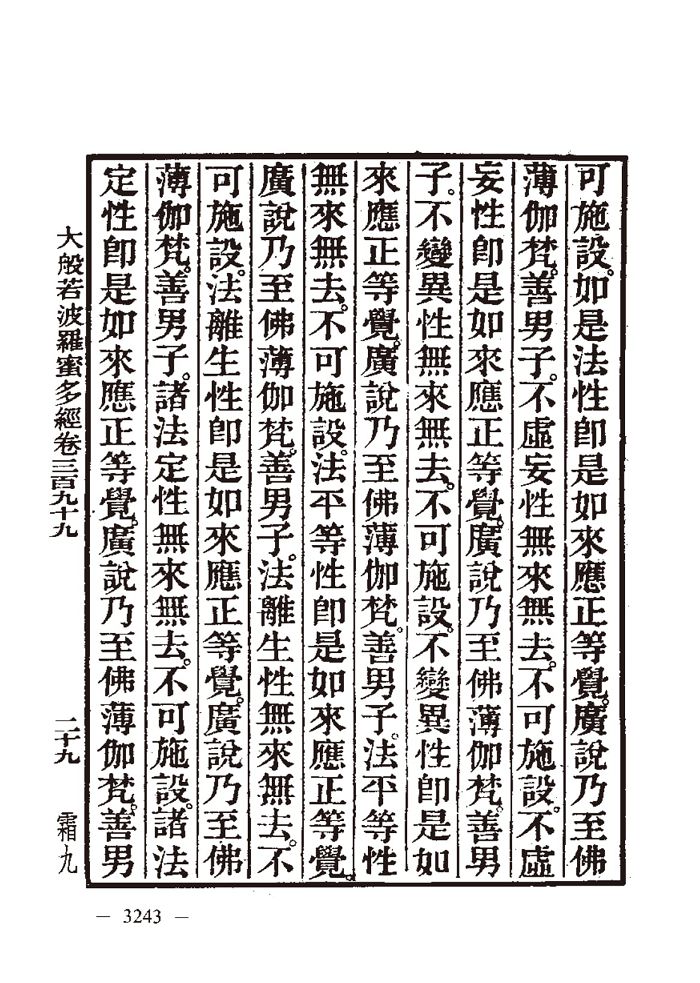 可施設。如是法性卽是如來應正等覺。廣說乃至佛
薄伽梵。善男子。不虛妄性無來無去。不可施設。不虛
妄性卽是如來應正等覺。廣說乃至佛薄伽梵。善男
子。不變異性無來無去。不可施設。不變異性卽是如
來應正等覺。廣說乃至佛薄伽梵。善男子。法平等性
無來無去。不可施設。法平等性卽是如來應正等覺。
廣說乃至佛薄伽梵。善男子。法離生性無來無去。不
可施設。法離生性卽是如來應正等覺。廣說乃至佛
薄伽梵。善男子。諸法定性無來無去。不可施設。諸法
定性卽是如來應正等覺。廣說乃至佛薄伽梵。善男
大般若波羅蜜多經卷三百九十九 二十九 霜九
— 3243 —